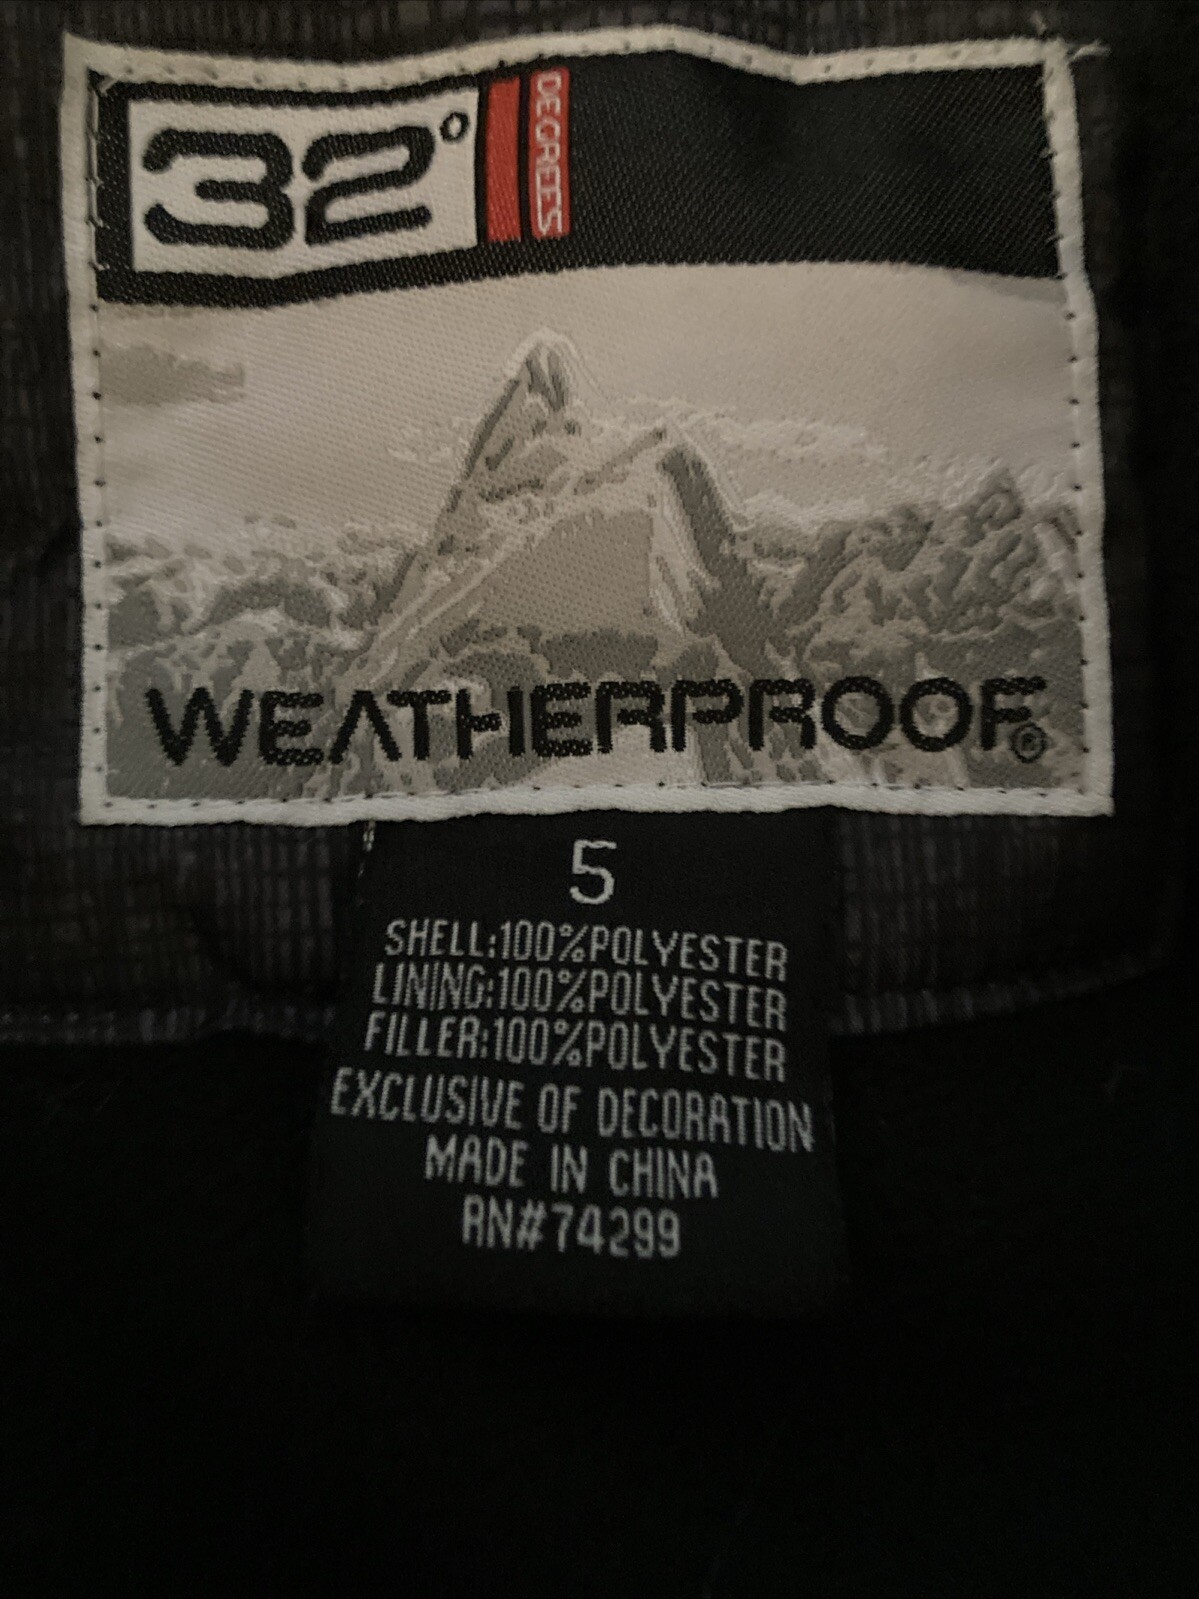 32°
DEGREES
WEATHERPROOF®
5
SHELL:100%POLYESTER
LINING:100%POLYESTER
FILLER:100%POLYESTER
EXCLUSIVE OF DECORATION
MADE IN CHINA
RN#74299